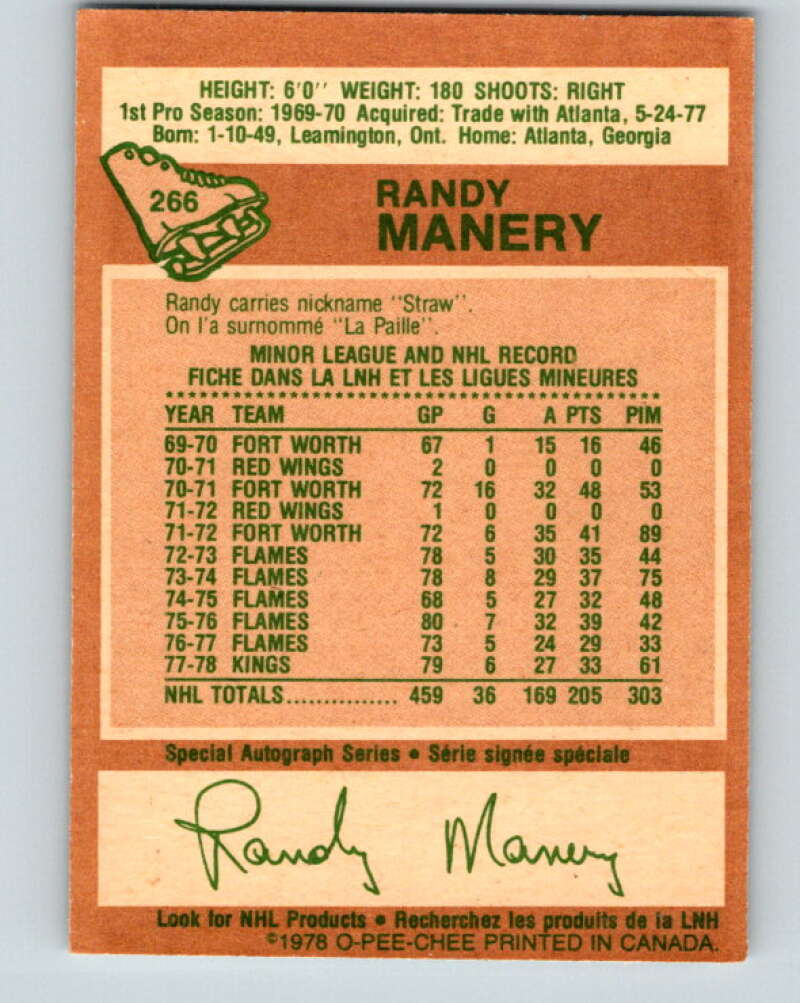 HEIGHT: 6'0'' WEIGHT: 180 SHOOTS: RIGHT
1st Pro Season: 1969-70 Acquired: Trade with Atlanta, 5-24-77
Born: 1-10-49, Leamington, Ont. Home: Atlanta, Georgia
266
RANDY
MANERY
Randy carries nickname "Straw".
On l'a surnommé "La Paille".
MINOR LEAGUE AND NHL RECORD
FICHE DANS LA LNH ET LES LIGUES MINEURES
YEAR TEAM GP G A PTS PIM
69-70 FORT WORTH 67 1 15 16 46
70-71 RED WINGS 2 0 0 0 0
70-71 FORT WORTH 72 16 32 48 53
71-72 RED WINGS 1 0 0 0 0
71-72 FORT WORTH 72 6 35 41 89
72-73 FLAMES 78 5 30 35 44
73-74 FLAMES 78 8 29 37 75
74-75 FLAMES 68 5 27 32 48
75-76 FLAMES 80 7 32 39 42
76-77 FLAMES 73 5 24 29 33
77-78 KINGS 79 6 27 33 61
NHL TOTALS............... 459 36 169 205 303
Special Autograph Series • Série signée spéciale
Randy Manery
Look for NHL Products • Recherchez les produits de la LNH
©1978 O-PEE-CHEE PRINTED IN CANADA.